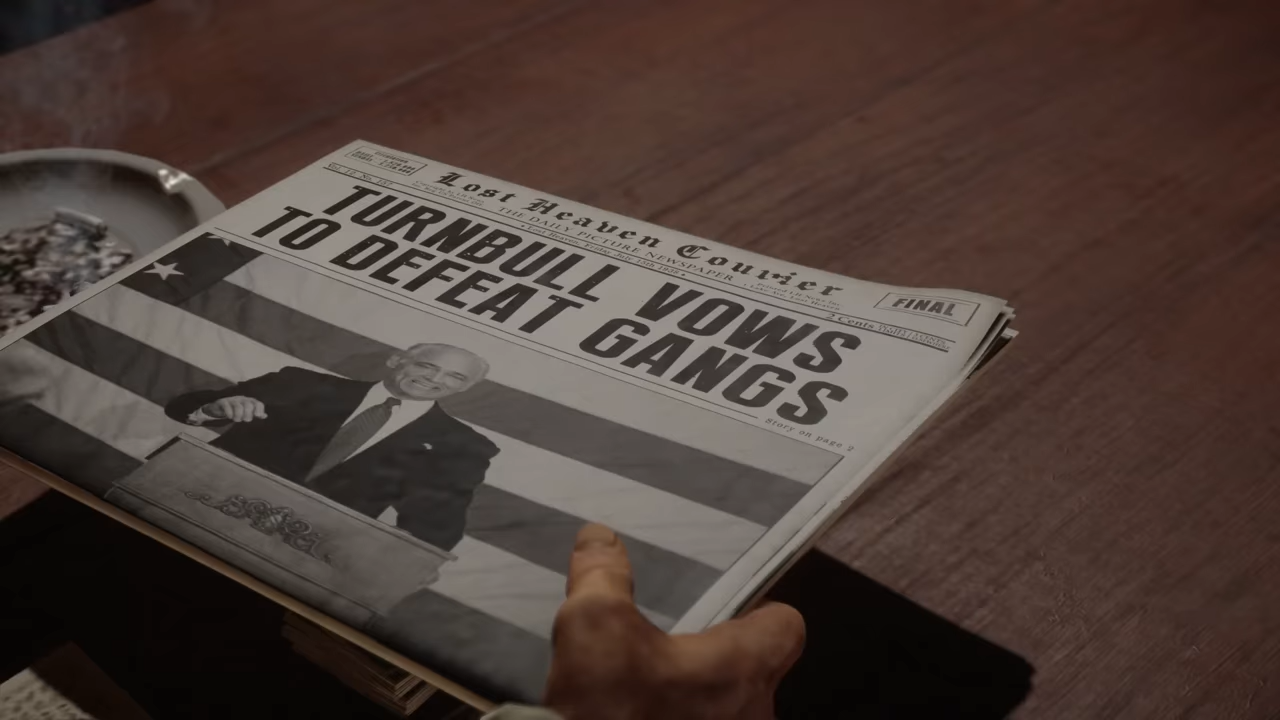 Lost Heaven Courier
THE DAILY PICTURE NEWSPAPER
FINAL
2 Cents
TURNBULL VOWS
TO DEFEAT GANGS
Story on page 2